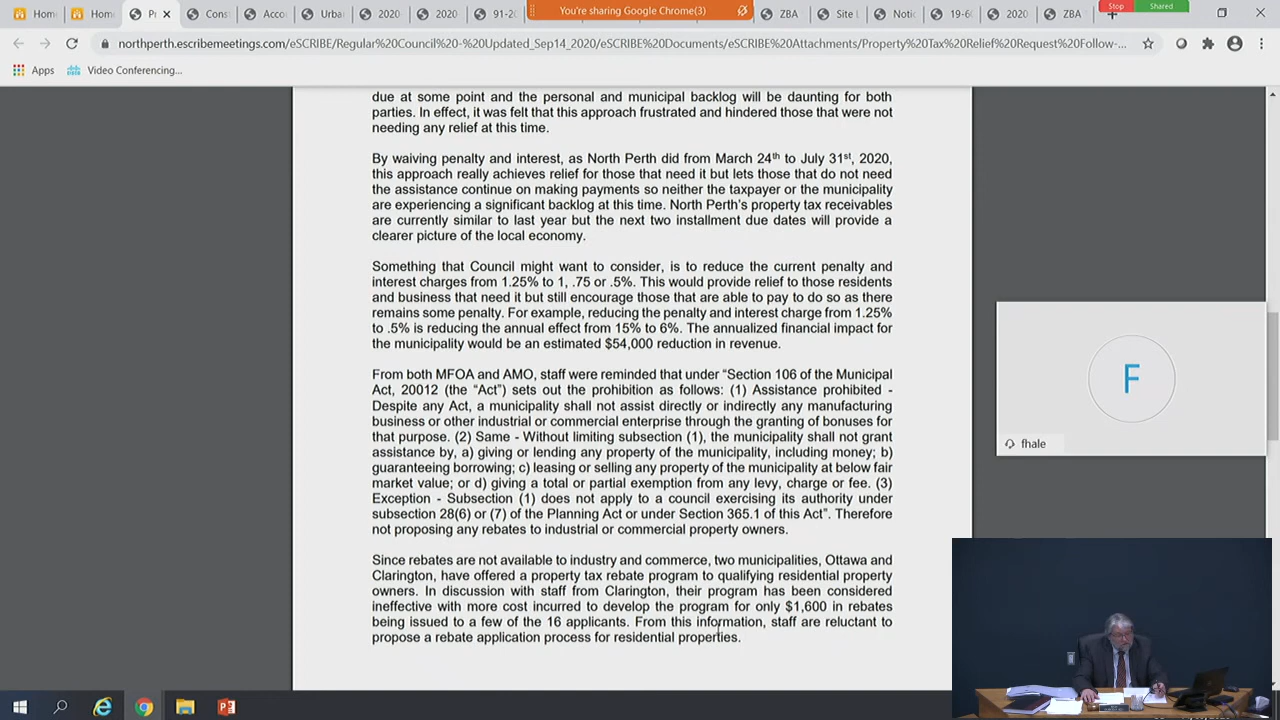 Hom
Hom
Pr
Cons
Acco
Urba
2020
2020
91-2
You're sharing Google Chrome(3)
ZBA
Site L
Notic
19-6
2020
ZBA
Stop
Shared
northperth.escribemeetings.com/eSCRIBE/Regular%20Council%20-%20Updated_Sep14_2020/eSCRIBE%20Documents/eSCRIBE%20Attachments/Property%20Tax%20Relief%20Request%20Follow-...
Apps
Video Conferencing...
due at some point and the personal and municipal backlog will be daunting for both
parties. In effect, it was felt that this approach frustrated and hindered those that were not
needing any relief at this time.
By waiving penalty and interest, as North Perth did from March 24th to July 31st, 2020,
this approach really achieves relief for those that need it but lets those that do not need
the assistance continue on making payments so neither the taxpayer or the municipality
are experiencing a significant backlog at this time. North Perth's property tax receivables
are currently similar to last year but the next two installment due dates will provide a
clearer picture of the local economy.
Something that Council might want to consider, is to reduce the current penalty and
interest charges from 1.25% to 1, .75 or .5%. This would provide relief to those residents
and business that need it but still encourage those that are able to pay to do so as there
remains some penalty. For example, reducing the penalty and interest charge from 1.25%
to .5% is reducing the annual effect from 15% to 6%. The annualized financial impact for
the municipality would be an estimated $54,000 reduction in revenue.
From both MFOA and AMO, staff were reminded that under “Section 106 of the Municipal
Act, 20012 (the “Act”) sets out the prohibition as follows: (1) Assistance prohibited -
Despite any Act, a municipality shall not assist directly or indirectly any manufacturing
business or other industrial or commercial enterprise through the granting of bonuses for
that purpose. (2) Same - Without limiting subsection (1), the municipality shall not grant
assistance by, a) giving or lending any property of the municipality, including money; b)
guaranteeing borrowing; c) leasing or selling any property of the municipality at below fair
market value; or d) giving a total or partial exemption from any levy, charge or fee. (3)
Exception - Subsection (1) does not apply to a council exercising its authority under
subsection 28(6) or (7) of the Planning Act or under Section 365.1 of this Act”. Therefore
not proposing any rebates to industrial or commercial property owners.
Since rebates are not available to industry and commerce, two municipalities, Ottawa and
Clarington, have offered a property tax rebate program to qualifying residential property
owners. In discussion with staff from Clarington, their program has been considered
ineffective with more cost incurred to develop the program for only $1,600 in rebates
being issued to a few of the 16 applicants. From this information, staff are reluctant to
propose a rebate application process for residential properties.
F
fhale